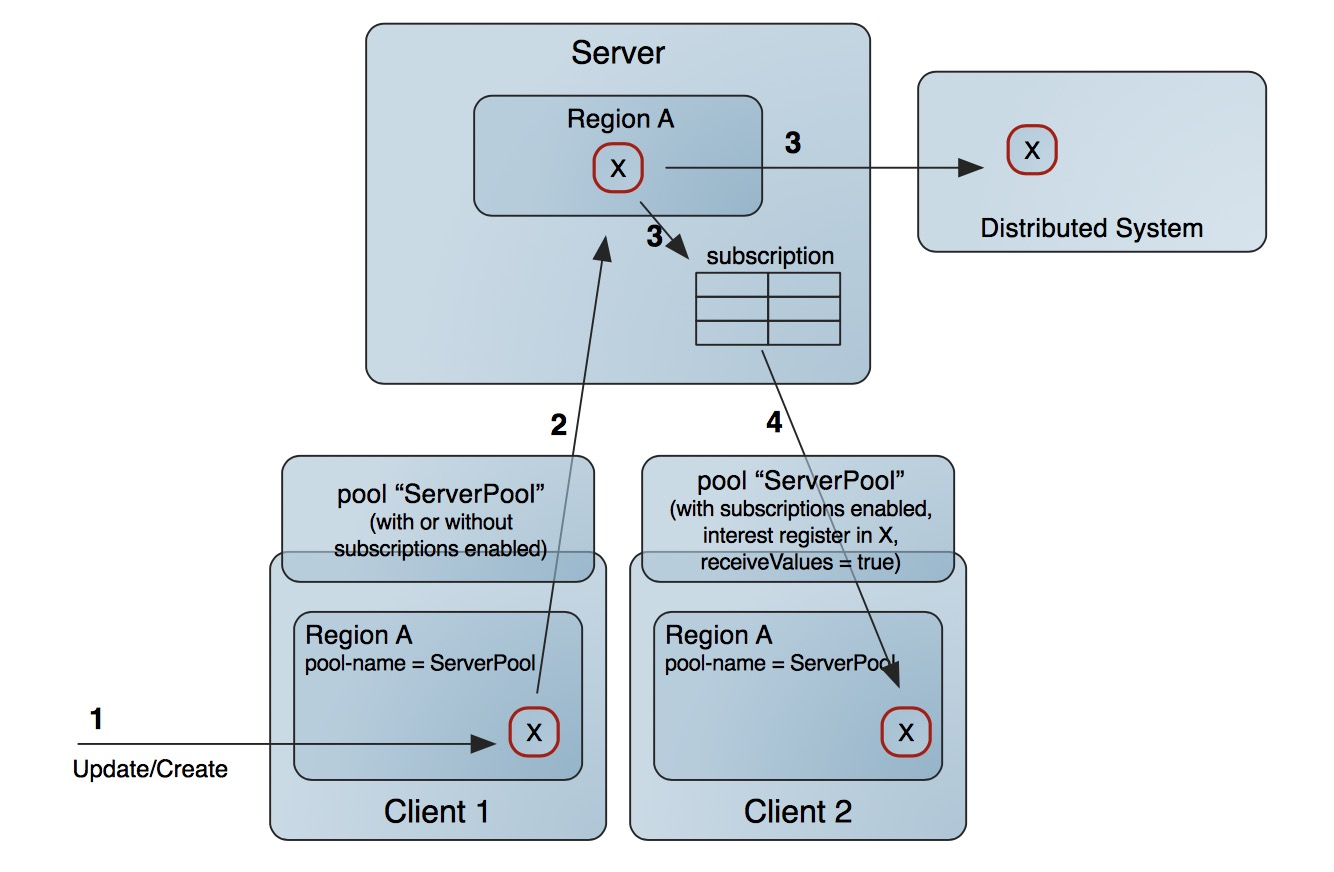 Server
Region A
X
3
X
Distributed System
3
subscription
2
4
pool “ServerPool”
(with or without
subscriptions enabled)
pool “ServerPool”
(with subscriptions enabled,
interest register in X,
receiveValues = true)
Region A
pool-name = ServerPool
X
Client 1
Region A
pool-name = ServerPool
X
Client 2
1
Update/Create